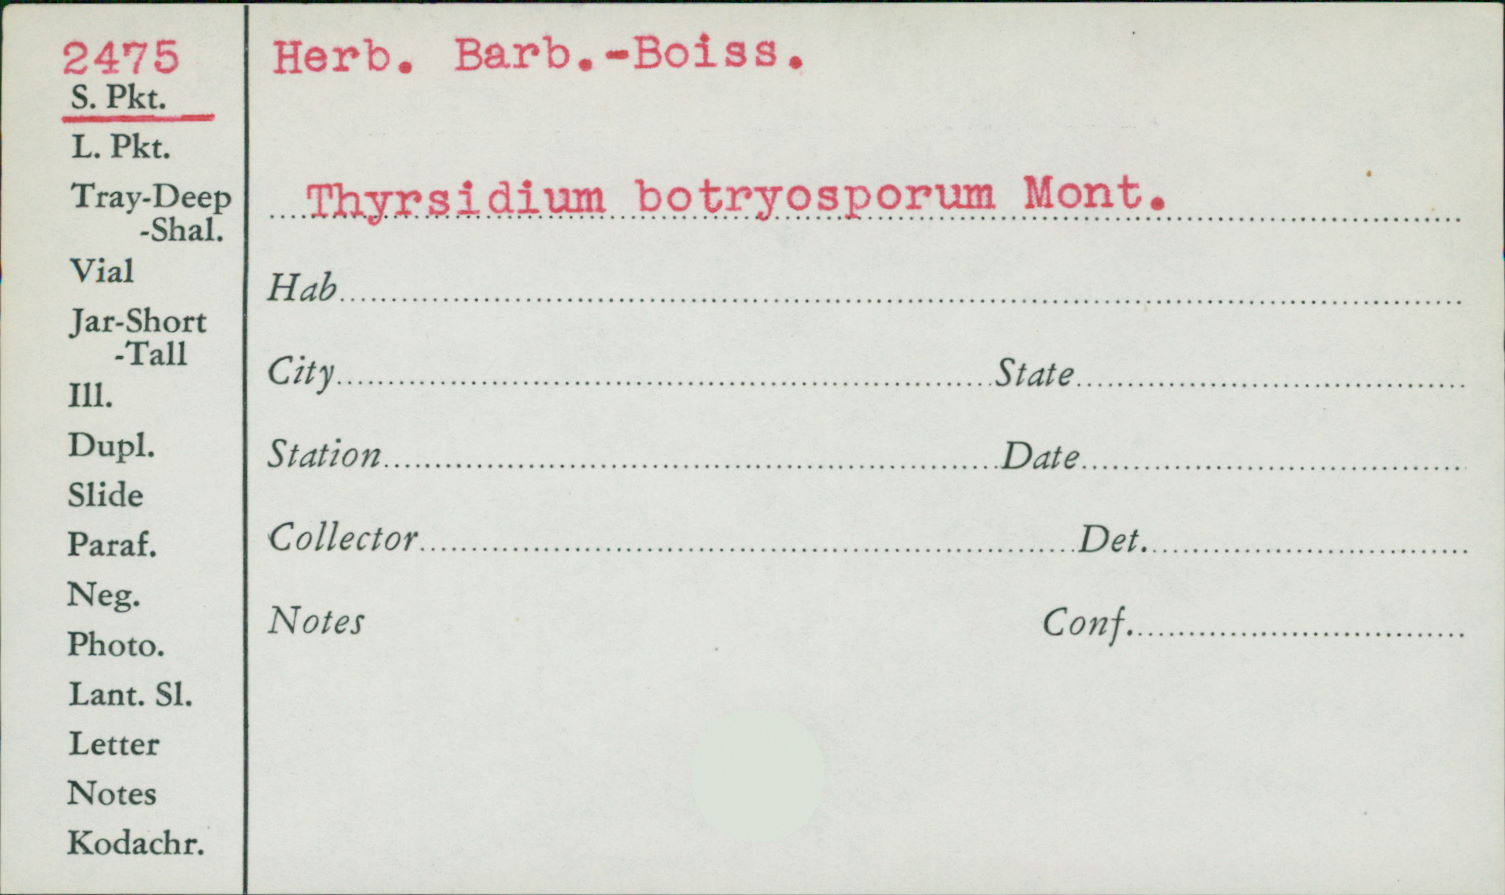 2475
S. Pkt.
L. Pkt.
Tray-Deep
-Shal.
Vial
Jar-Short
-Tall
Ill.
Dupl.
Slide
Paraf.
Neg.
Photo.
Lant. Sl.
Letter
Notes
Kodachr.
Herb. Barb.-Boiss.
Thyrsidium botryosporum Mont.
Hab
City State
Station Date
Collector Det.
Notes Conf.